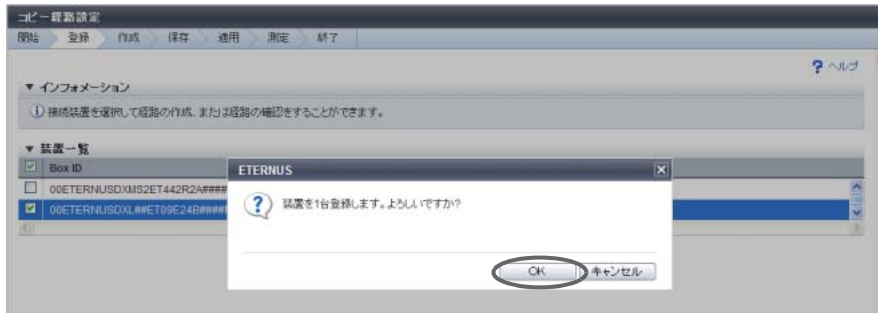 コピー経路設定
開始 登録 作成 保存 適用 測定 終了
? ヘルプ
▼ インフォメーション
接続装置を選択して経路の作成、または経路の確認をすることができます。
▼ 装置一覧
Box ID
00ETERNUSDXMS2ET442R2A####
00ETERNUSDXL##ET09E24B####
ETERNUS
装置を1台登録します。よろしいですか?
OK キャンセル